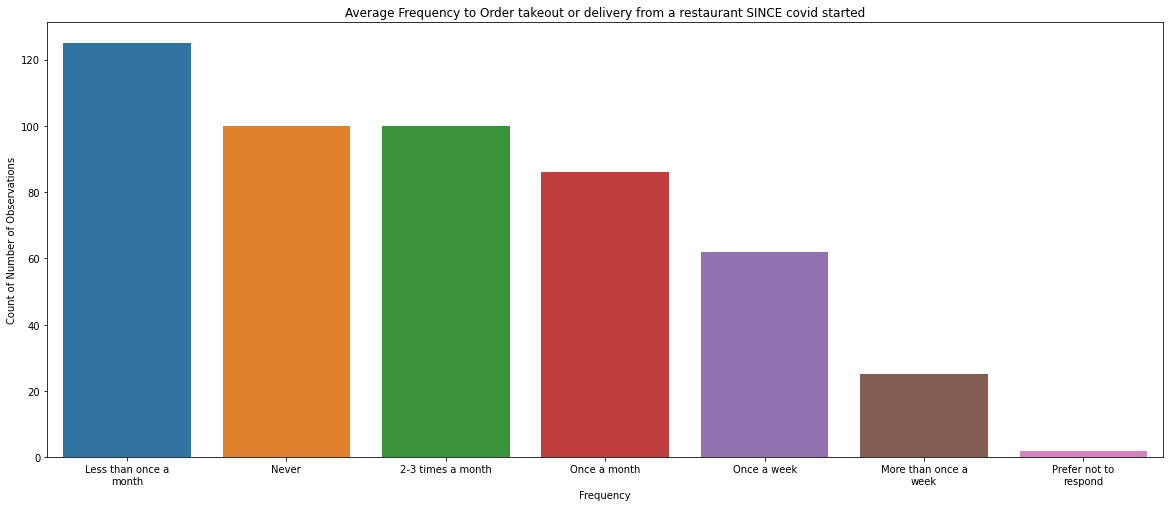 Average Frequency to Order takeout or delivery from a restaurant SINCE covid started
Count of Number of Observations
120
100
80
60
40
20
0
Less than once a
month
Never
2-3 times a month
Once a month
Once a week
More than once a
week
Prefer not to
respond
Frequency